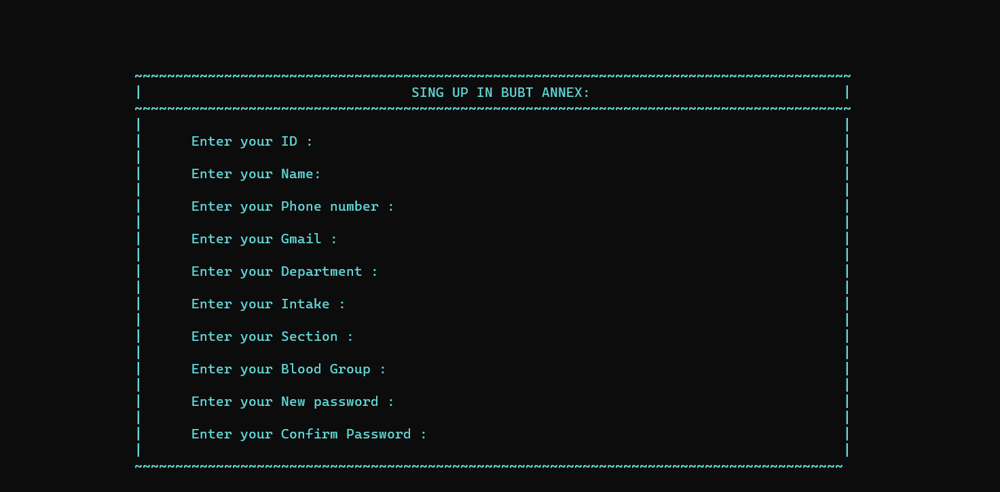 SING UP IN BUBT ANNEX:
Enter your ID :
Enter your Name:
Enter your Phone number :
Enter your Gmail :
Enter your Department :
Enter your Intake :
Enter your Section :
Enter your Blood Group :
Enter your New password :
Enter your Confirm Password :